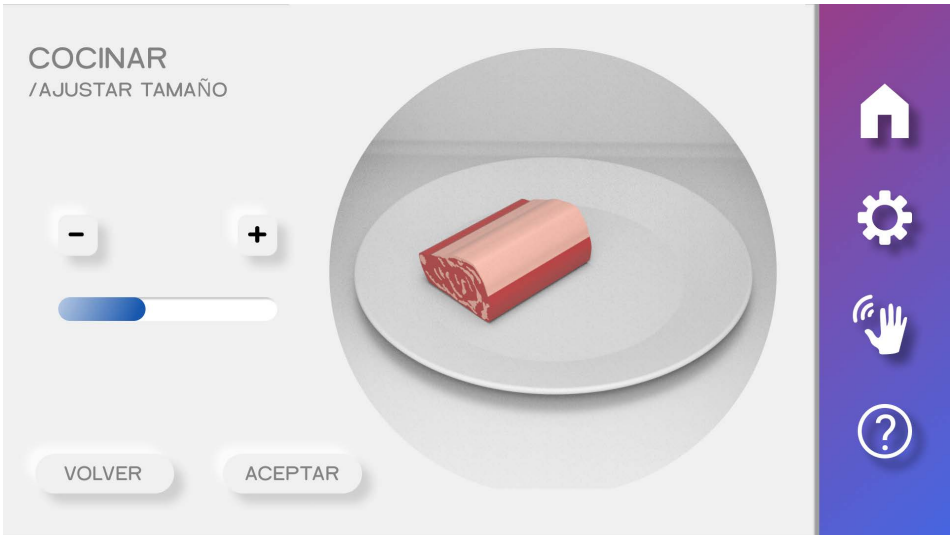 COCINAR
/AJUSTAR TAMAÑO
-
+
VOLVER
ACEPTAR
?